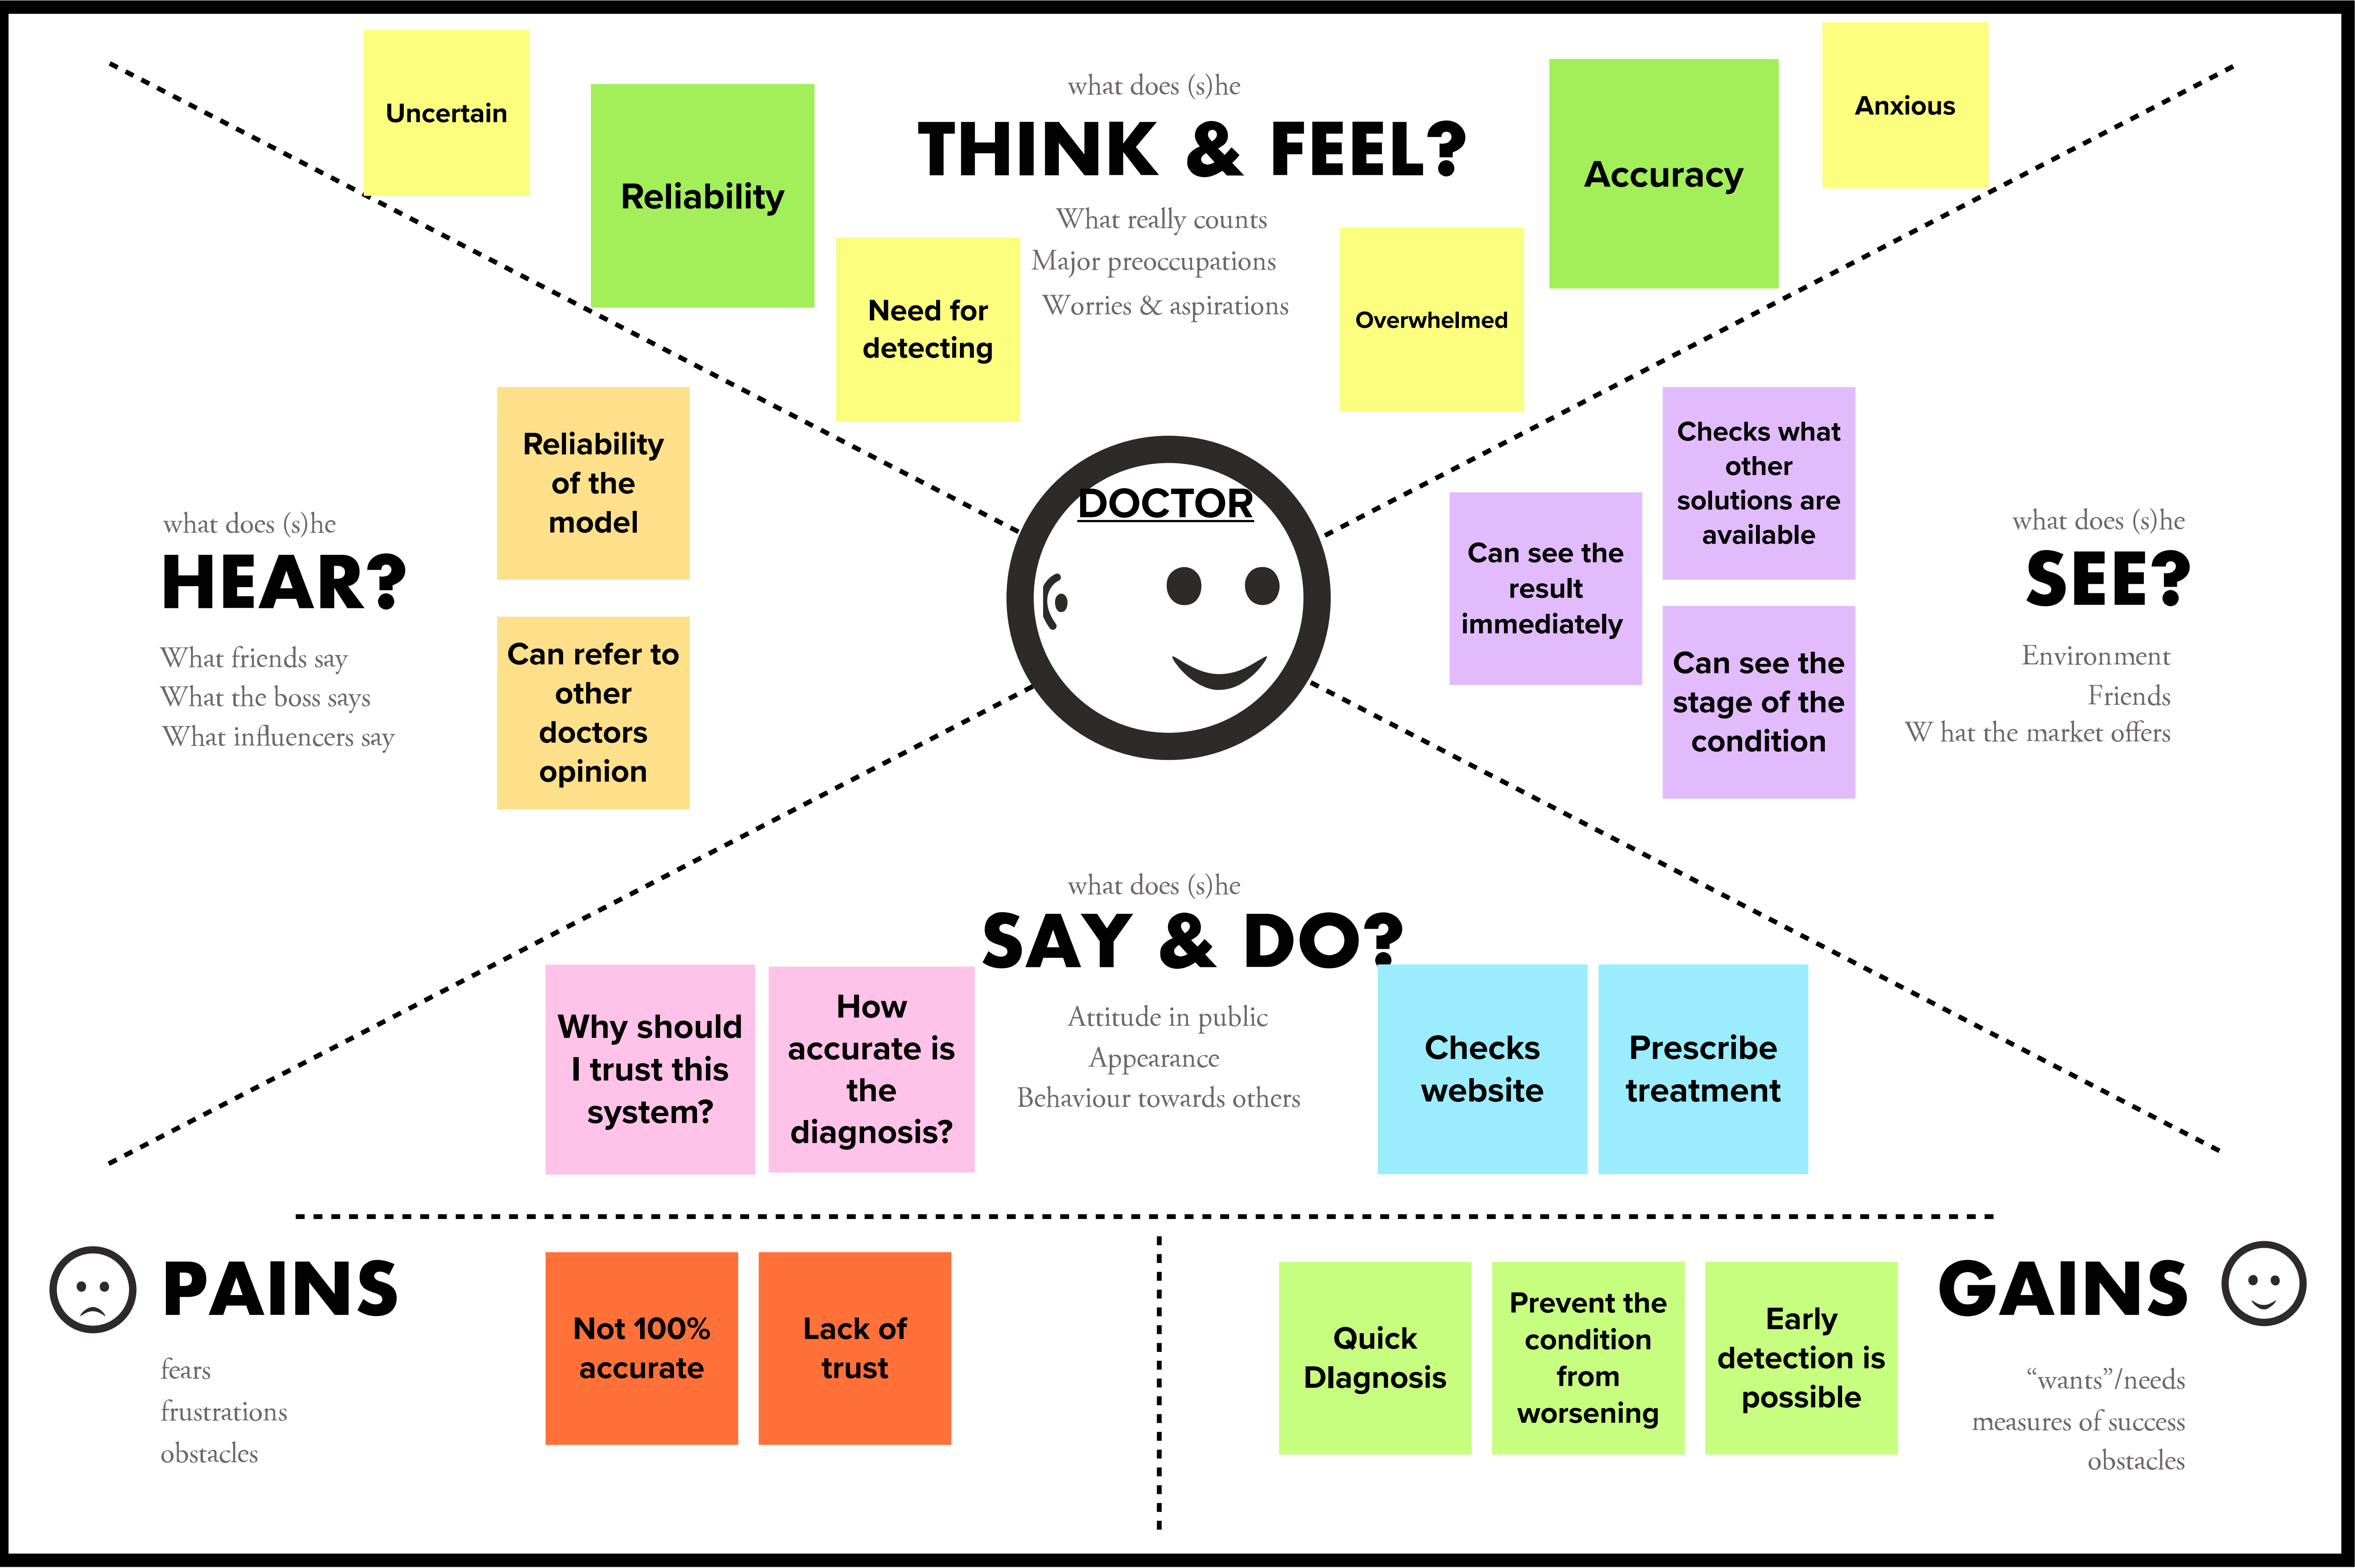 Uncertain
Reliability
Need for
detecting
what does (s)he
THINK & FEEL?
What really counts
Major preoccupations
Worries & aspirations
Overwhelmed
Accuracy
Anxious
what does (s)he
HEAR?
What friends say
What the boss says
What influencers say
Reliability
of the
model
Can refer to
other
doctors
opinion
DOCTOR
Can see the
result
immediately
Checks what
other
solutions are
available
Can see the
stage of the
condition
what does (s)he
SEE?
Environment
Friends
W hat the market offers
what does (s)he
SAY & DO?
Attitude in public
Appearance
Behaviour towards others
Why should
I trust this
system?
How
accurate is
the
diagnosis?
Checks
website
Prescribe
treatment
PAINS
fears
frustrations
obstacles
Not 100%
accurate
Lack of
trust
Quick
DIagnosis
Prevent the
condition
from
worsening
Early
detection is
possible
GAINS
“wants”/needs
measures of success
obstacles